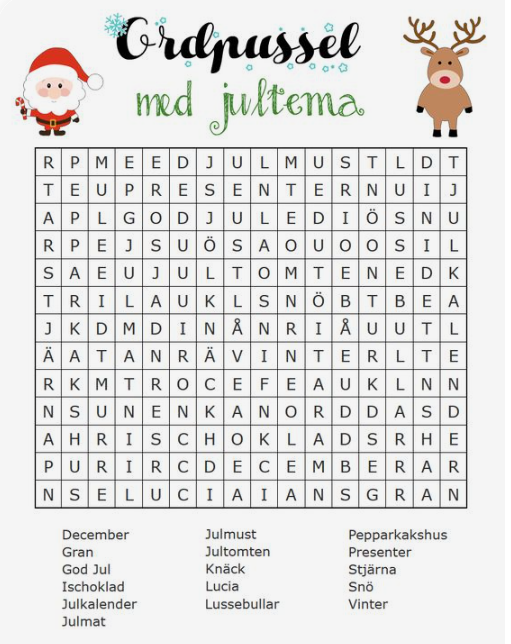 Ordpussel
med jultema
R P M E E D J U L M U S T L D T
T E U P R E S E N T E R N U I J
A P L G O D J U L E D I Ö S N U
R P E J S U Ö S A O U O O S I L
S A E U J U L T O M T E N E D K
T R I L A U K L S N Ö B T B E A
J K D M D I N Å N R I Å U U T L
Ä A T A N R Ä V I N T E R L T E
R K M T R O C E F E A U K L N N
N S U N E N K A N O R D D A S D
A H R I S C H O K L A D S R H E
P U R I R C D E C E M B E R A R
N S E L U C I A I A N S G R A N
December Julmust Pepparkakshus
Gran Jultomten Presenter
God Jul Knäck Stjärna
Ischoklad Lucia Snö
Julkalender Lussebullar Vinter
Julmat